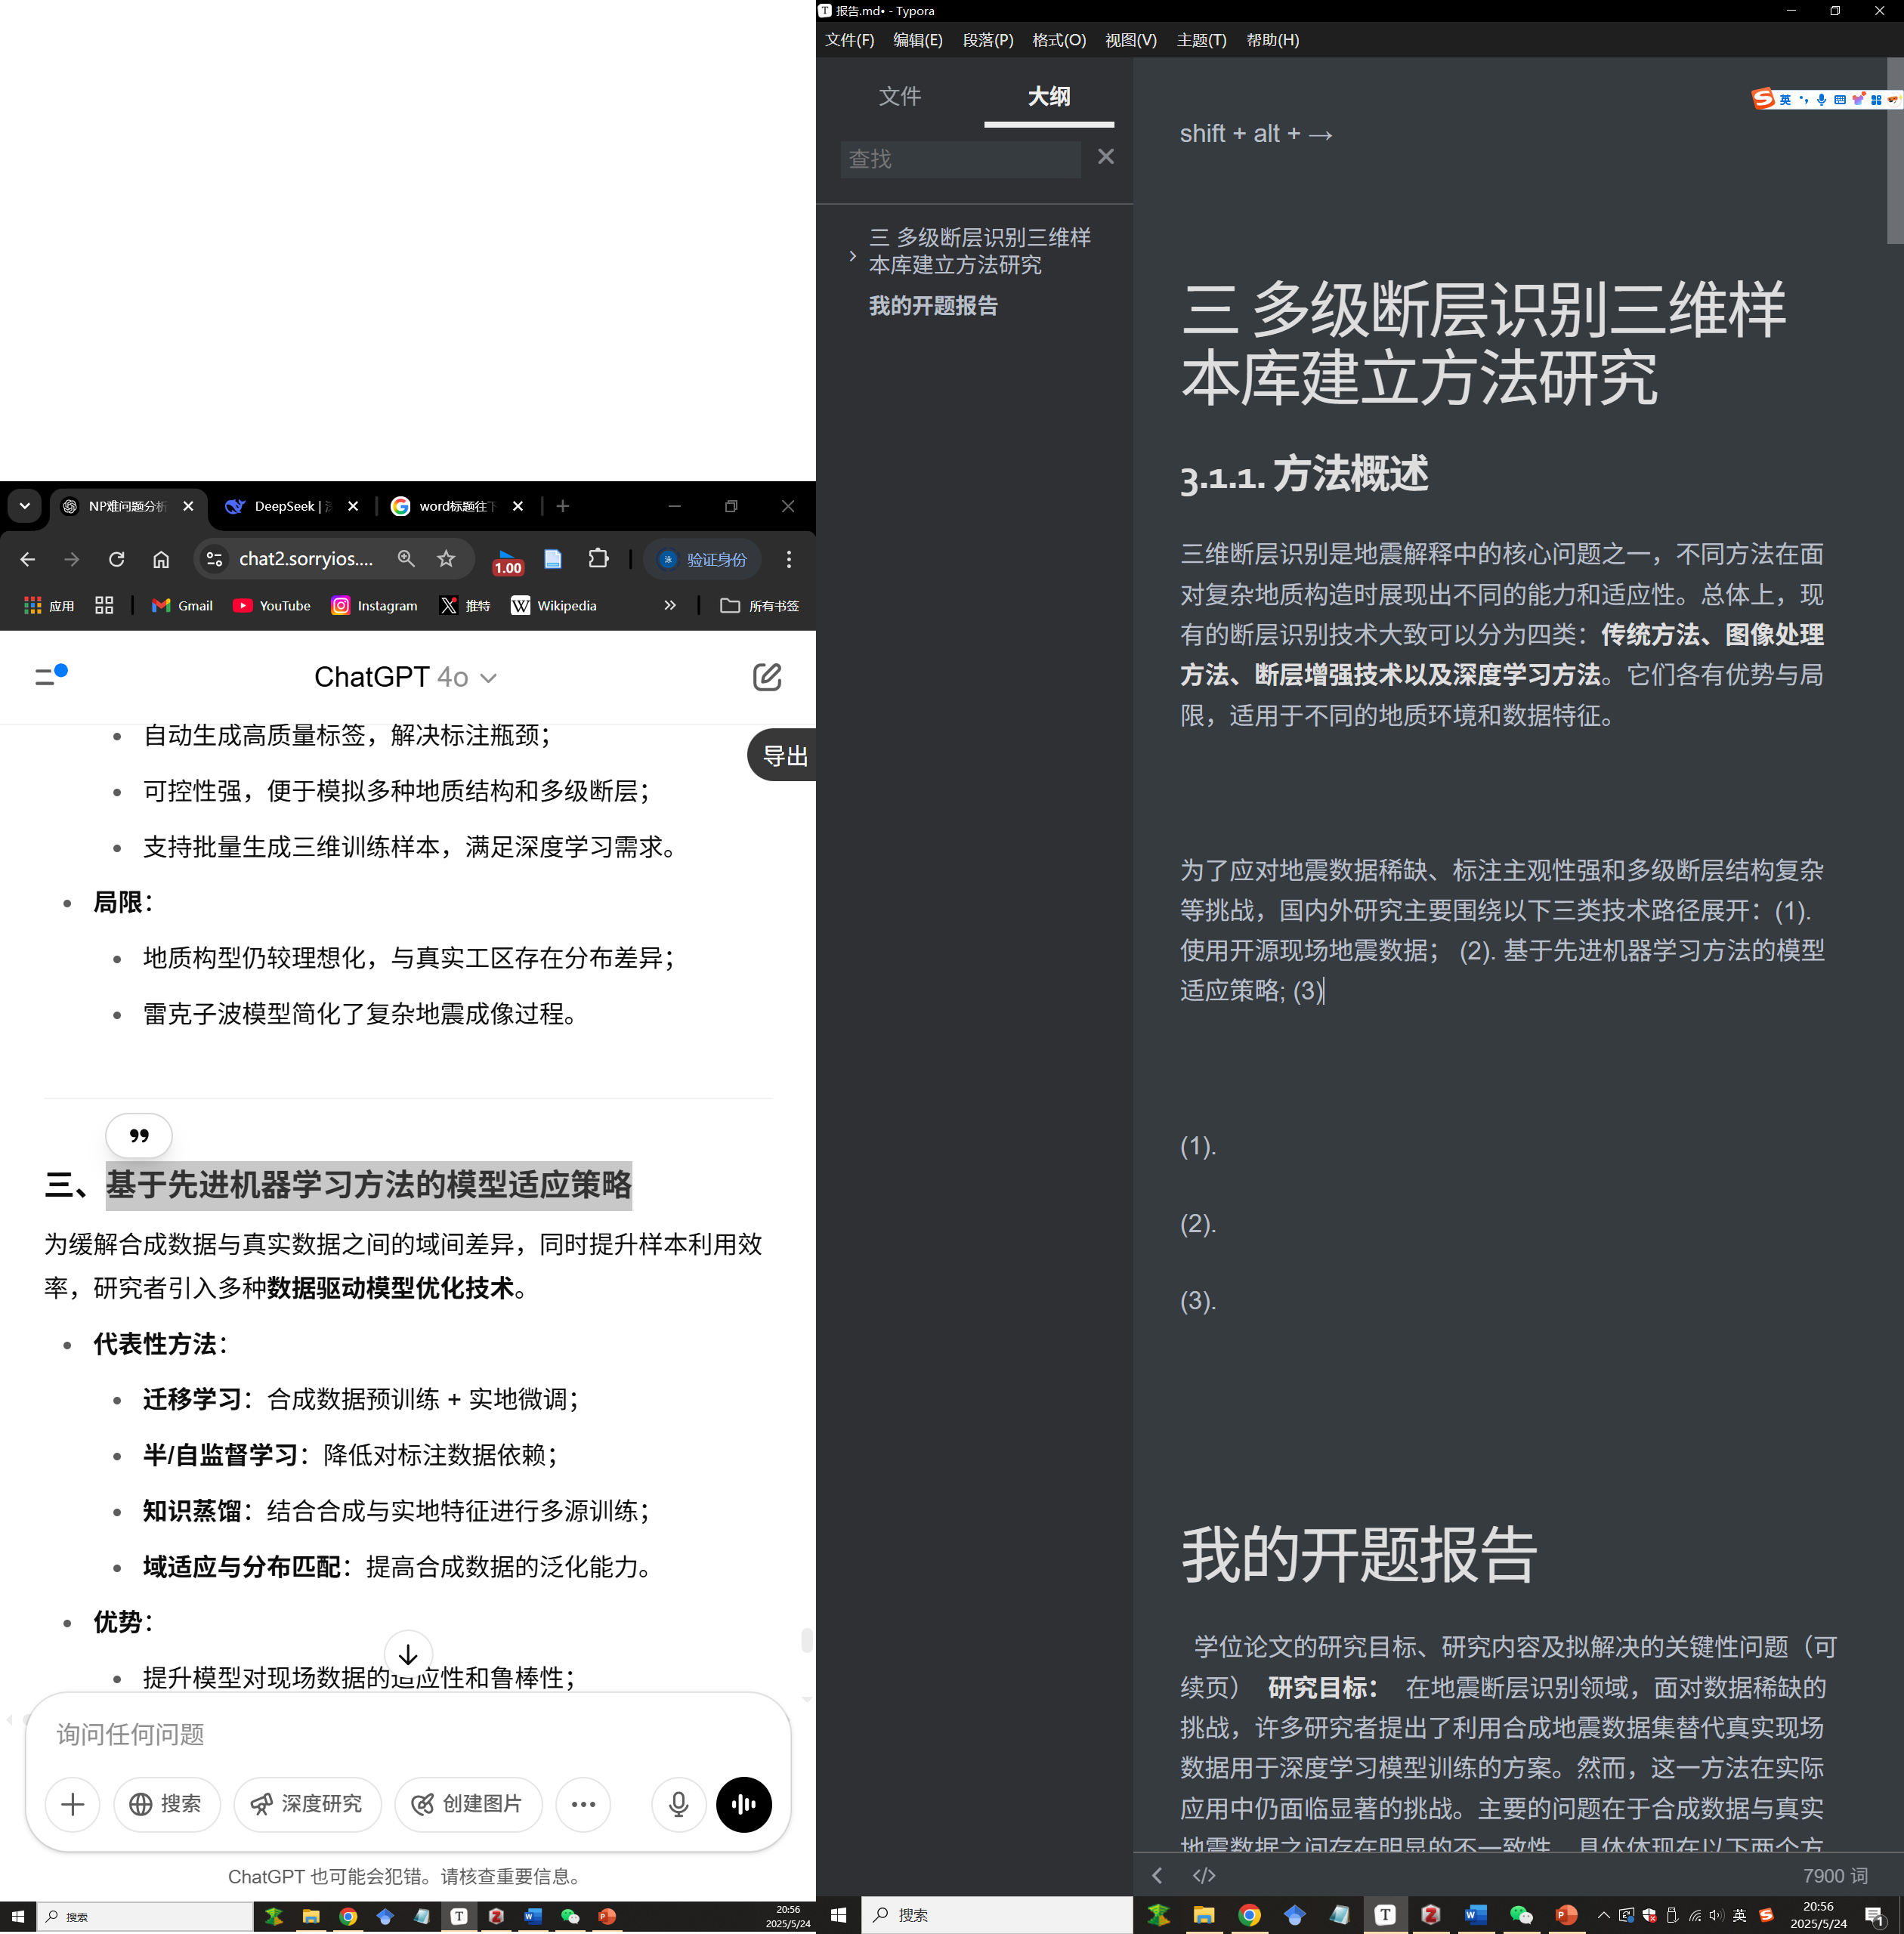 报告.md• - Typora
文件(F) 编辑(E) 段落(P) 格式(O) 视图(V) 主题(T) 帮助(H)
文件 大纲
查找
三 多级断层识别三维样
本库建立方法研究
我的开题报告
英
shift + alt + →
三 多级断层识别三维样
本库建立方法研究
3.1.1. 方法概述
三维断层识别是地震解释中的核心问题之一，不同方法在面
对复杂地质构造时展现出不同的能力和适应性。总体上，现
有的断层识别技术大致可以分为四类：传统方法、图像处理
方法、断层增强技术以及深度学习方法。它们各有优势与局
限，适用于不同的地质环境和数据特征。
为了应对地震数据稀缺、标注主观性强和多级断层结构复杂
等挑战，国内外研究主要围绕以下三类技术路径展开：(1).
使用开源现场地震数据； (2). 基于先进机器学习方法的模型
适应策略; (3)
(1).
(2).
(3).
我的开题报告
学位论文的研究目标、研究内容及拟解决的关键性问题（可
续页） 研究目标： 在地震断层识别领域，面对数据稀缺的
挑战，许多研究者提出了利用合成地震数据集替代真实现场
数据用于深度学习模型训练的方案。然而，这一方法在实际
应用中仍面临显著的挑战。主要的问题在于合成数据与真实
地震数据之间存在明显的不一致性，具体体现在以下两个方
7900 词
搜索
英
20:56
2025/5/24
1
NP难问题分析
DeepSeek |
word标题往下
chat2.sorryios....
1.00
泳 验证身份
应用 Gmail YouTube Instagram 推特 Wikipedia » 所有书签
ChatGPT 4o
导出
自动生成高质量标签，解决标注瓶颈；
可控性强，便于模拟多种地质结构和多级断层；
支持批量生成三维训练样本，满足深度学习需求。
局限：
地质构型仍较理想化，与真实工区存在分布差异；
雷克子波模型简化了复杂地震成像过程。
三、基于先进机器学习方法的模型适应策略
为缓解合成数据与真实数据之间的域间差异，同时提升样本利用效
率，研究者引入多种数据驱动模型优化技术。
代表性方法：
迁移学习：合成数据预训练 + 实地微调；
半/自监督学习：降低对标注数据依赖；
知识蒸馏：结合合成与实地特征进行多源训练；
域适应与分布匹配：提高合成数据的泛化能力。
优势：
提升模型对现场数据的适应性和鲁棒性；
询问任何问题
搜索 深度研究 创建图片
ChatGPT 也可能会犯错。请核查重要信息。
搜索
20:56
2025/5/24